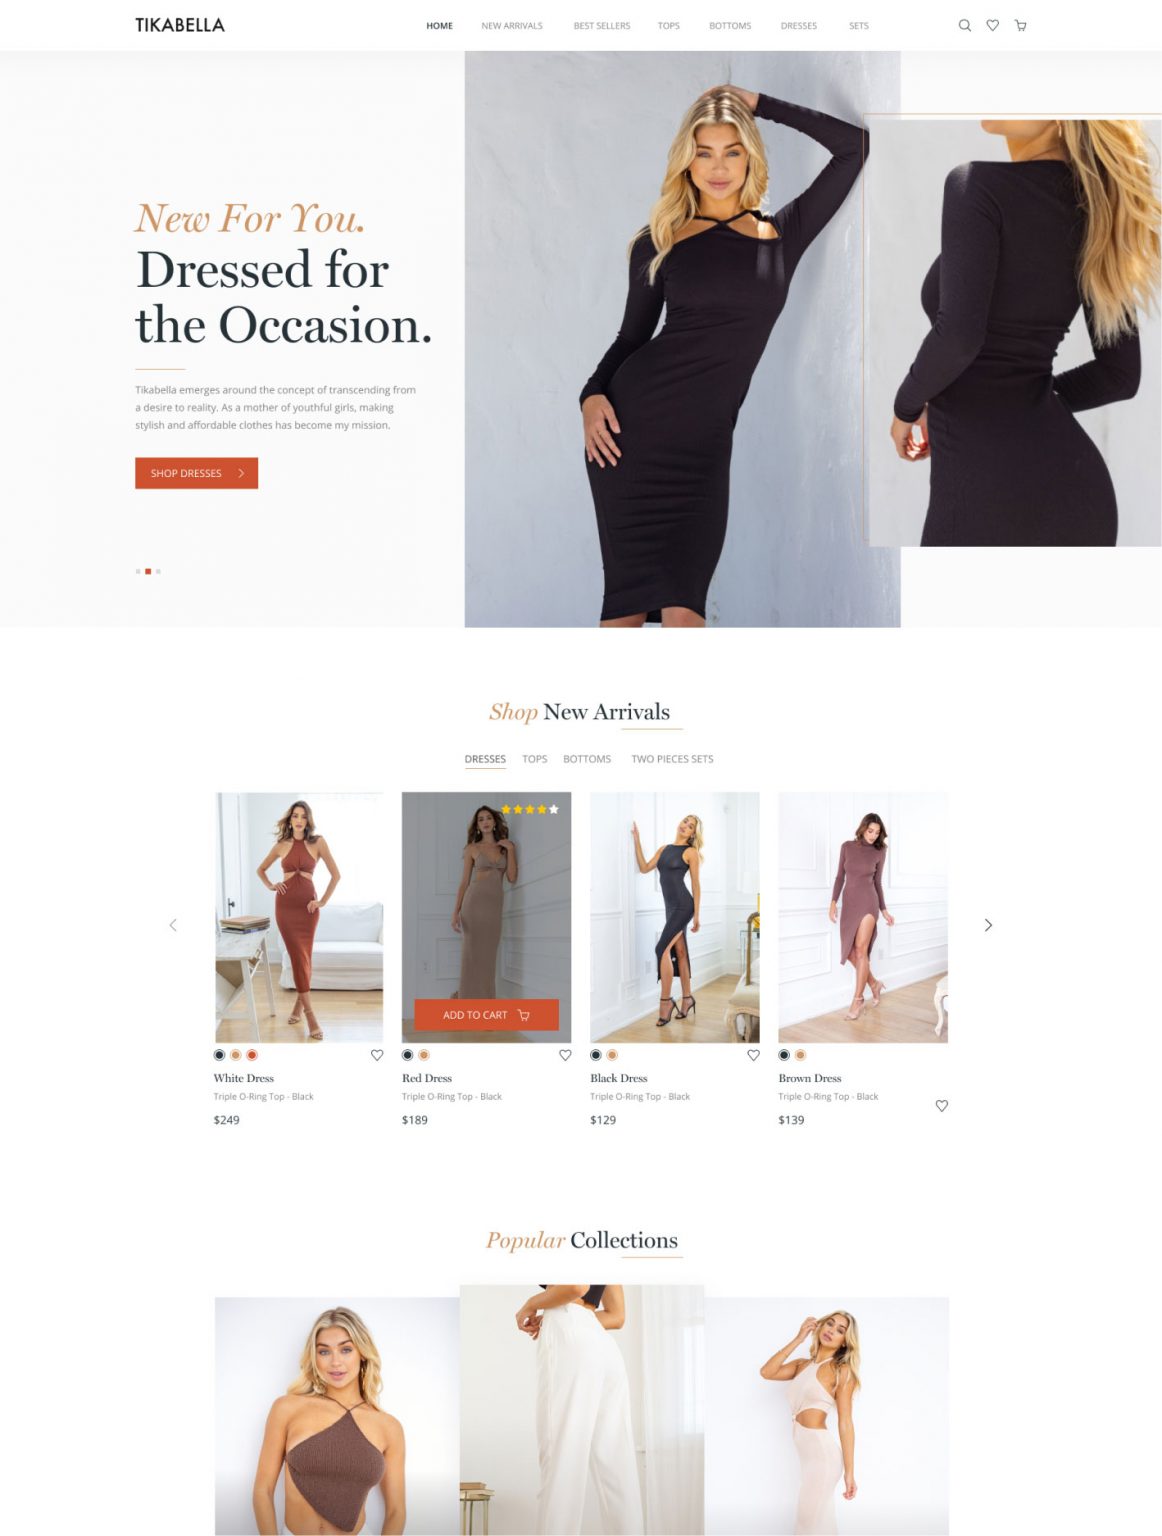 TIKABELLA
HOME NEW ARRIVALS BEST SELLERS TOPS BOTTOMS DRESSES SETS
New For You.
Dressed for
the Occasion.
Tikabella emerges around the concept of transcending from
a desire to reality. As a mother of youthful girls, making
stylish and affordable clothes has become my mission.
SHOP DRESSES
Shop New Arrivals
DRESSES TOPS BOTTOMS TWO PIECES SETS
ADD TO CART
White Dress
Triple O-Ring Top - Black
$249
Red Dress
Triple O-Ring Top - Black
$189
Black Dress
Triple O-Ring Top - Black
$129
Brown Dress
Triple O-Ring Top - Black
$139
Popular Collections